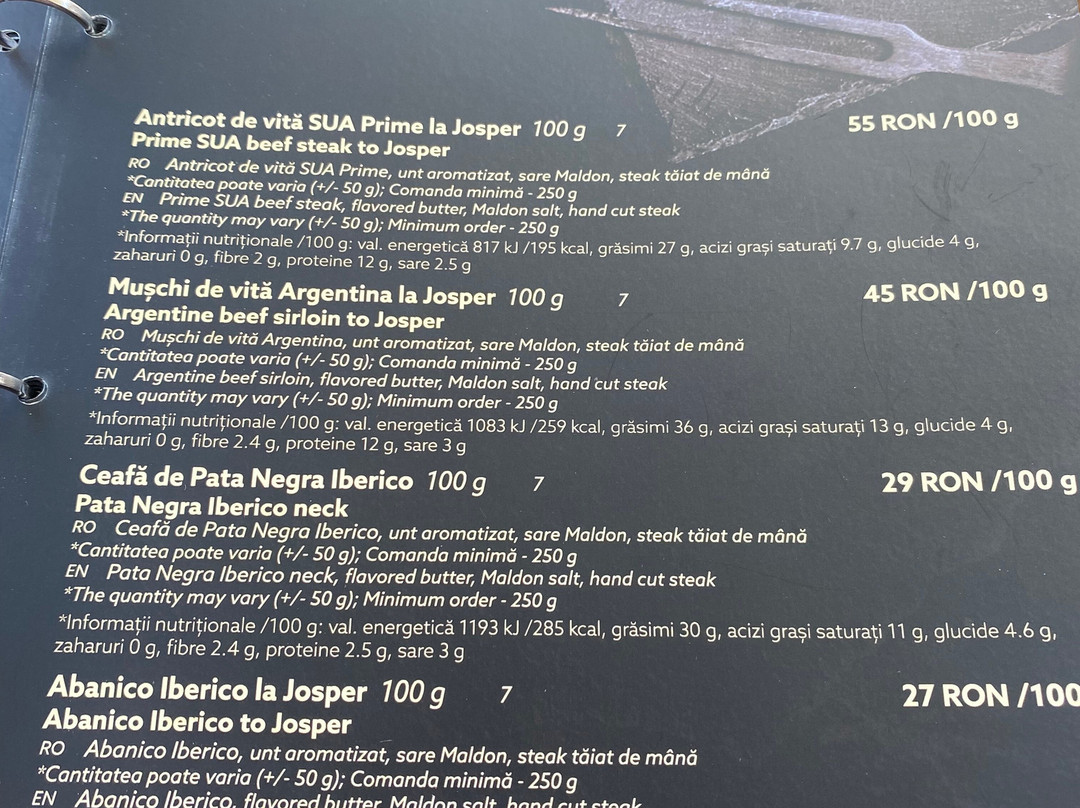 Antricot de vită SUA Prime la Josper 100 g 7 55 RON /100 g
Prime SUA beef steak to Josper
RO Antricot de vită SUA Prime, unt aromatizat, sare Maldon, steak tăiat de mână
*Cantitatea poate varia (+/- 50 g); Comanda minimă - 250 g
EN Prime SUA beef steak, flavored butter, Maldon salt, hand cut steak
*The quantity may vary (+/- 50 g); Minimum order - 250 g
*Informații nutriționale /100 g: val. energetică 817 kJ /195 kcal, grăsimi 27 g, acizi grași saturați 9.7 g, glucide 4 g,
zaharuri 0 g, fibre 2 g, proteine 12 g, sare 2.5 g
Mușchi de vită Argentina la Josper 100 g 7 45 RON /100 g
Argentine beef sirloin to Josper
RO Mușchi de vită Argentina, unt aromatizat, sare Maldon, steak tăiat de mână
*Cantitatea poate varia (+/- 50 g); Comanda minimă - 250 g
EN Argentine beef sirloin, flavored butter, Maldon salt, hand cut steak
*The quantity may vary (+/- 50 g); Minimum order - 250 g
*Informații nutriționale /100 g: val. energetică 1083 kJ /259 kcal, grăsimi 36 g, acizi grași saturați 13 g, glucide 4 g,
zaharuri 0 g, fibre 2.4 g, proteine 12 g, sare 3 g
Ceafă de Pata Negra Iberico 100 g 7 29 RON /100 g
Pata Negra Iberico neck
RO Ceafă de Pata Negra Iberico, unt aromatizat, sare Maldon, steak tăiat de mână
*Cantitatea poate varia (+/- 50 g); Comanda minimă - 250 g
EN Pata Negra Iberico neck, flavored butter, Maldon salt, hand cut steak
*The quantity may vary (+/- 50 g); Minimum order - 250 g
*Informații nutriționale /100 g: val. energetică 1193 kJ /285 kcal, grăsimi 30 g, acizi grași saturați 11 g, glucide 4.6 g,
zaharuri 0 g, fibre 2.4 g, proteine 2.5 g, sare 3 g
Abanico Iberico la Josper 100 g 7 27 RON /100
Abanico Iberico to Josper
RO Abanico Iberico, unt aromatizat, sare Maldon, steak tăiat de mână
*Cantitatea poate varia (+/- 50 g); Comanda minimă - 250 g
EN Abanico Iberico, flavored butter, Maldon salt, hand cut steak